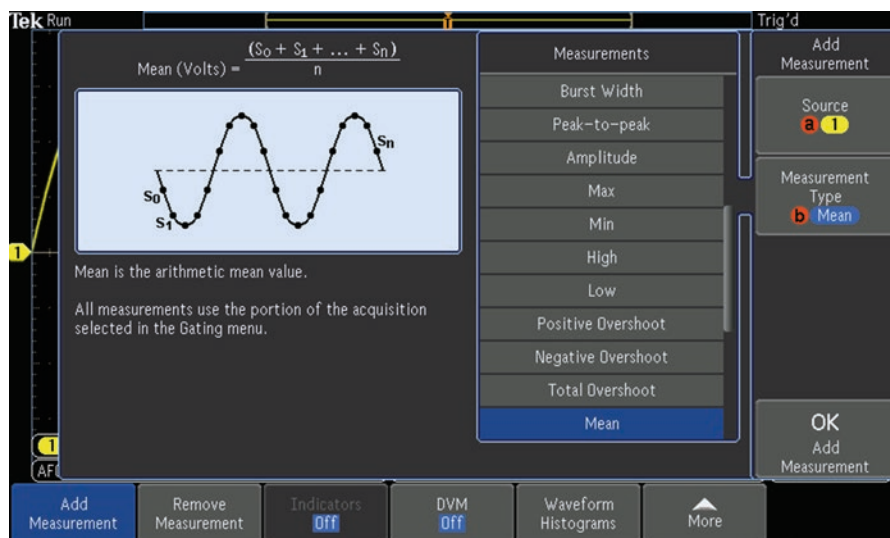 Tek Run
Trig'd
Mean (Volts) = (S0 + S1 + ... + Sn)
n
Sn
S0
S1
Mean is the arithmetic mean value.
All measurements use the portion of the acquisition
selected in the Gating menu.
Measurements
Burst Width
Peak-to-peak
Amplitude
Max
Min
High
Low
Positive Overshoot
Negative Overshoot
Total Overshoot
Mean
Add
Measurement
Source
a 1
Measurement
Type
b Mean
OK
Add
Measurement
1
1
Add
Measurement
Remove
Measurement
Indicators
Off
DVM
Off
Waveform
Histograms
More